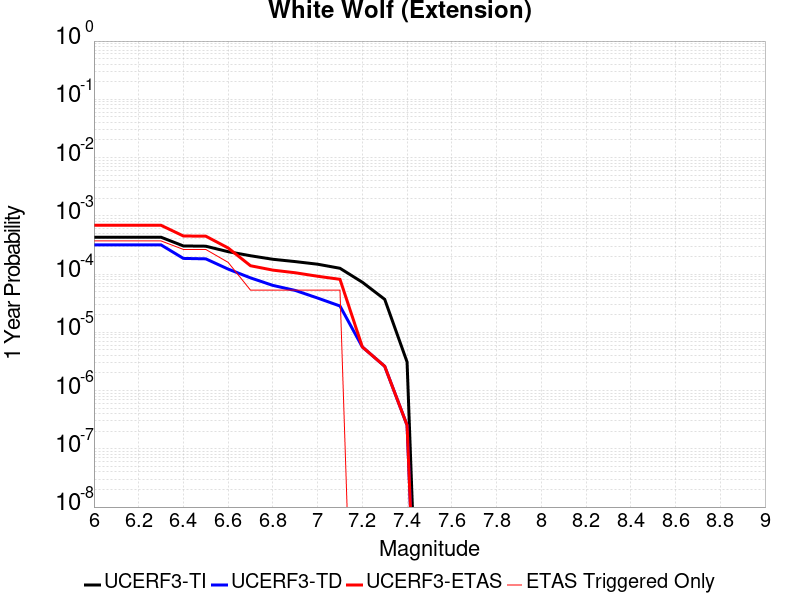 White Wolf (Extension)
10^0
10^-1
10^-2
10^-3
10^-4
10^-5
10^-6
10^-7
10^-8
1 Year Probability
6 6.2 6.4 6.6 6.8 7 7.2 7.4 7.6 7.8 8 8.2 8.4 8.6 8.8 9
Magnitude
UCERF3-TI UCERF3-TD UCERF3-ETAS ETAS Triggered Only